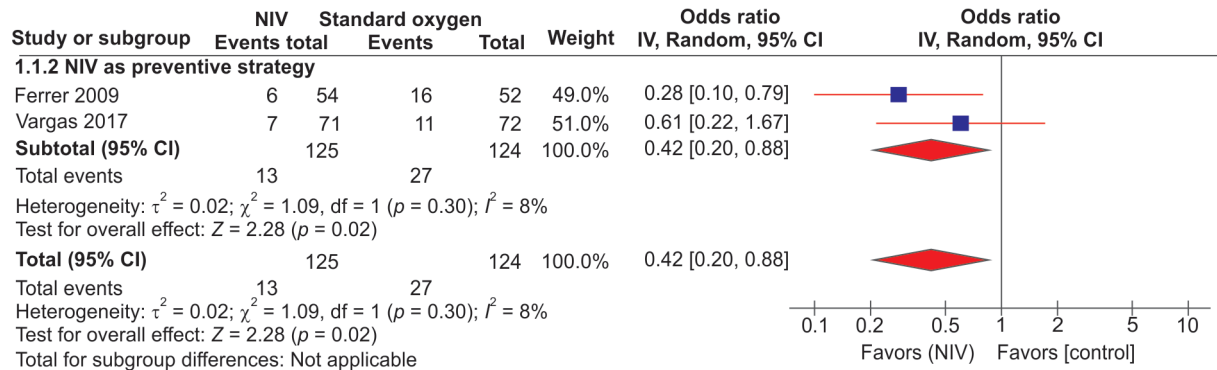 NIV Standard oxygen Odds ratio Odds ratio
Study or subgroup Events total Events Total Weight IV, Random, 95% CI IV, Random, 95% CI
1.1.2 NIV as preventive strategy
Ferrer 2009 6 54 16 52 49.0% 0.28 [0.10, 0.79]
Vargas 2017 7 71 11 72 51.0% 0.61 [0.22, 1.67]
Subtotal (95% CI) 125 124 100.0% 0.42 [0.20, 0.88]
Total events 13 27
Heterogeneity: τ² = 0.02; χ² = 1.09, df = 1 (p = 0.30); I² = 8%
Test for overall effect: Z = 2.28 (p = 0.02)
Total (95% CI) 125 124 100.0% 0.42 [0.20, 0.88]
Total events 13 27
Heterogeneity: τ² = 0.02; χ² = 1.09, df = 1 (p = 0.30); I² = 8%
Test for overall effect: Z = 2.28 (p = 0.02)
Total for subgroup differences: Not applicable
0.1 0.2 0.5 1 2 5 10
Favors (NIV) Favors [control]